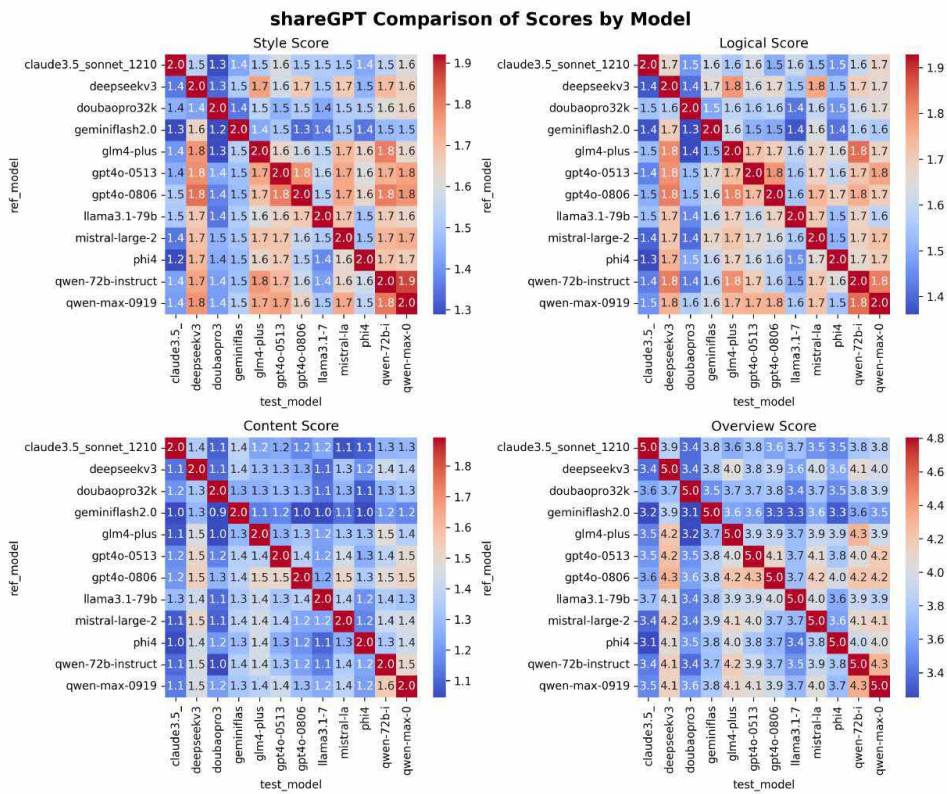 shareGPT Comparison of Scores by Model
Style Score
claude3.5_sonnet_1210 2.0 1.5 1.3 1.4 1.5 1.6 1.5 1.5 1.5 1.4 1.5 1.6
deepseekv3 1.4 2.0 1.3 1.5 1.7 1.6 1.7 1.5 1.7 1.5 1.7 1.6
doubaopro32k 1.4 1.4 2.0 1.4 1.5 1.5 1.5 1.4 1.5 1.5 1.6 1.6
geminiflash2.0 1.3 1.6 1.2 2.0 1.4 1.5 1.3 1.4 1.5 1.4 1.5 1.5
glm4-plus 1.4 1.8 1.3 1.5 2.0 1.6 1.6 1.5 1.7 1.6 1.8 1.6
gpt4o-0513 1.4 1.8 1.4 1.5 1.7 2.0 1.8 1.6 1.7 1.6 1.7 1.8
gpt4o-0806 1.5 1.8 1.4 1.5 1.7 1.8 2.0 1.5 1.7 1.6 1.8 1.8
llama3.1-79b 1.5 1.7 1.4 1.5 1.6 1.6 1.7 2.0 1.7 1.5 1.7 1.6
mistral-large-2 1.4 1.7 1.5 1.5 1.7 1.7 1.6 1.5 2.0 1.5 1.7 1.7
phi4 1.2 1.7 1.4 1.5 1.6 1.7 1.5 1.4 1.6 2.0 1.7 1.7
qwen-72b-instruct 1.4 1.7 1.4 1.5 1.8 1.7 1.6 1.4 1.6 1.6 2.0 1.9
qwen-max-0919 1.4 1.8 1.4 1.5 1.7 1.7 1.6 1.5 1.7 1.5 1.8 2.0
ref_model
claude3.5_ deepseekv3 doubaopro3 geminiflas glm4-plus gpt4o-0513 gpt4o-0806 llama3.1-7 mistral-la phi4 qwen-72b-i qwen-max-0
test_model
1.9
1.8
1.7
1.6
1.5
1.4
1.3
Logical Score
2.0 1.7 1.5 1.6 1.6 1.6 1.5 1.6 1.6 1.5 1.6 1.7
1.4 2.0 1.4 1.7 1.8 1.6 1.7 1.6 1.8 1.5 1.7 1.7
1.5 1.6 2.0 1.5 1.6 1.6 1.6 1.4 1.6 1.5 1.6 1.7
1.4 1.7 1.3 2.0 1.6 1.5 1.5 1.4 1.6 1.4 1.6 1.6
1.5 1.8 1.4 1.5 2.0 1.7 1.6 1.5 1.7 1.6 1.8 1.7
1.5 1.8 1.4 1.6 1.7 2.0 1.8 1.6 1.7 1.6 1.7 1.8
1.5 1.8 1.5 1.6 1.8 1.7 2.0 1.6 1.7 1.6 1.7 1.7
1.5 1.7 1.4 1.6 1.7 1.6 1.6 2.0 1.7 1.5 1.7 1.6
1.4 1.7 1.5 1.6 1.7 1.7 1.6 1.6 2.0 1.6 1.7 1.7
1.3 1.7 1.5 1.6 1.7 1.6 1.6 1.5 1.7 2.0 1.6 1.7
1.4 1.8 1.4 1.6 1.8 1.7 1.6 1.5 1.7 1.6 2.0 1.8
1.5 1.8 1.6 1.6 1.7 1.7 1.7 1.5 1.7 1.6 1.8 2.0
ref_model
claude3.5_ deepseekv3 doubaopro3 geminiflas glm4-plus gpt4o-0513 gpt4o-0806 llama3.1-7 mistral-la phi4 qwen-72b-i qwen-max-0
test_model
1.9
1.8
1.7
1.6
1.5
1.4
Content Score
claude3.5_sonnet_1210 2.0 1.4 1.1 1.4 1.2 1.2 1.2 1.2 1.1 1.1 1.3 1.3
deepseekv3 1.1 2.0 1.1 1.4 1.3 1.3 1.3 1.1 1.3 1.2 1.4 1.4
doubaopro32k 1.2 1.3 2.0 1.3 1.3 1.3 1.2 1.1 1.3 1.1 1.3 1.3
geminiflash2.0 1.0 1.3 0.9 2.0 1.1 1.2 1.0 1.0 1.1 1.0 1.2 1.2
glm4-plus 1.1 1.5 1.0 1.3 2.0 1.3 1.2 1.2 1.3 1.2 1.5 1.4
gpt4o-0513 1.2 1.5 1.2 1.4 1.4 2.0 1.4 1.2 1.4 1.3 1.4 1.5
gpt4o-0806 1.2 1.5 1.3 1.4 1.5 1.5 2.0 1.2 1.5 1.3 1.5 1.5
llama3.1-79b 1.3 1.4 1.1 1.4 1.4 1.3 1.4 2.0 1.4 1.2 1.4 1.3
mistral-large-2 1.1 1.5 1.2 1.3 1.4 1.4 1.2 1.2 2.0 1.2 1.4 1.4
phi4 1.0 1.4 1.2 1.3 1.4 1.3 1.2 1.1 1.3 2.0 1.3 1.4
qwen-72b-instruct 1.1 1.5 1.0 1.3 1.4 1.3 1.3 1.1 1.4 1.3 2.0 1.5
qwen-max-0919 1.1 1.5 1.2 1.3 1.4 1.4 1.3 1.2 1.4 1.2 1.6 2.0
ref_model
claude3.5_ deepseekv3 doubaopro3 geminiflas glm4-plus gpt4o-0513 gpt4o-0806 llama3.1-7 mistral-la phi4 qwen-72b-i qwen-max-0
test_model
1.8
1.7
1.6
1.5
1.4
1.3
1.2
1.1
Overview Score
5.0 3.9 3.4 3.8 3.7 3.8 3.6 3.7 3.5 3.5 3.8 3.8
3.4 5.0 3.4 3.8 4.0 3.8 3.9 3.6 4.0 3.6 4.1 4.0
3.6 3.7 5.0 3.5 3.7 3.7 3.8 3.4 3.7 3.5 3.8 3.9
3.2 3.9 3.1 5.0 3.6 3.6 3.3 3.3 3.7 3.3 3.6 3.5
3.5 4.2 3.2 3.7 5.0 3.9 3.9 3.7 3.9 3.9 4.3 3.9
3.5 4.2 3.5 3.8 4.0 5.0 4.1 3.7 4.1 3.8 4.0 4.2
3.6 4.3 3.6 3.8 4.2 4.3 5.0 3.7 4.2 4.0 4.2 4.2
3.9 4.1 3.4 3.9 4.0 3.9 4.0 5.0 4.0 3.6 3.9 3.9
3.4 4.1 3.6 3.8 4.1 3.9 3.9 3.7 5.0 3.6 4.1 4.1
3.1 4.1 3.5 3.8 4.0 3.9 3.7 3.5 3.8 5.0 4.0 4.0
3.4 4.1 3.4 3.7 4.2 4.0 3.9 3.5 3.9 3.8 5.0 4.3
3.5 4.1 3.6 3.8 4.1 4.1 3.9 3.7 4.0 3.7 4.3 5.0
ref_model
claude3.5_ deepseekv3 doubaopro3 geminiflas glm4-plus gpt4o-0513 gpt4o-0806 llama3.1-7 mistral-la phi4 qwen-72b-i qwen-max-0
test_model
4.8
4.6
4.4
4.2
4.0
3.8
3.6
3.4